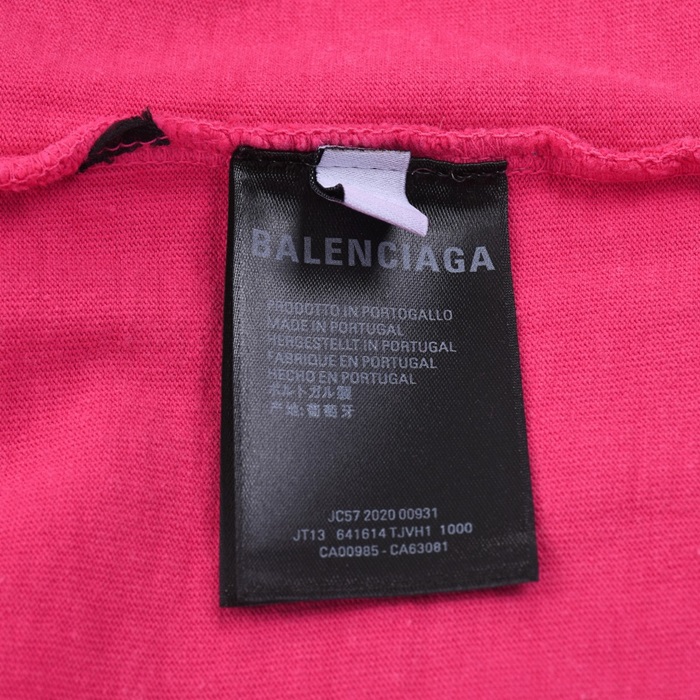 BALENCIAGA
PRODOTTO IN PORTOGALLO
MADE IN PORTUGAL
HERGESTELLT IN PORTUGAL
FABRIQUE EN PORTUGAL
HECHO EN PORTUGAL
ポルトガル製
产地:葡萄牙
JC57 2020 00931
JT13 641614 TJVH1 1000
CA00985 - CA63081